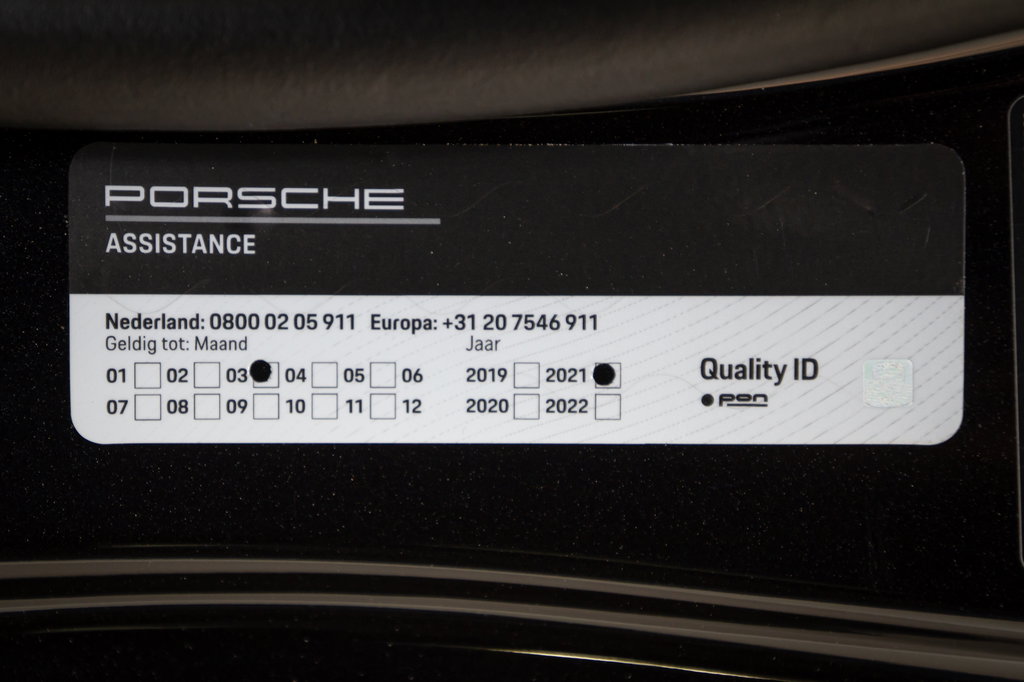 PORSCHE
ASSISTANCE
Nederland: 0800 02 05 911 Europa: +31 20 7546 911
Geldig tot: Maand Jaar
01 02 03 04 05 06 2019 2021
07 08 09 10 11 12 2020 2022
Quality ID
pon